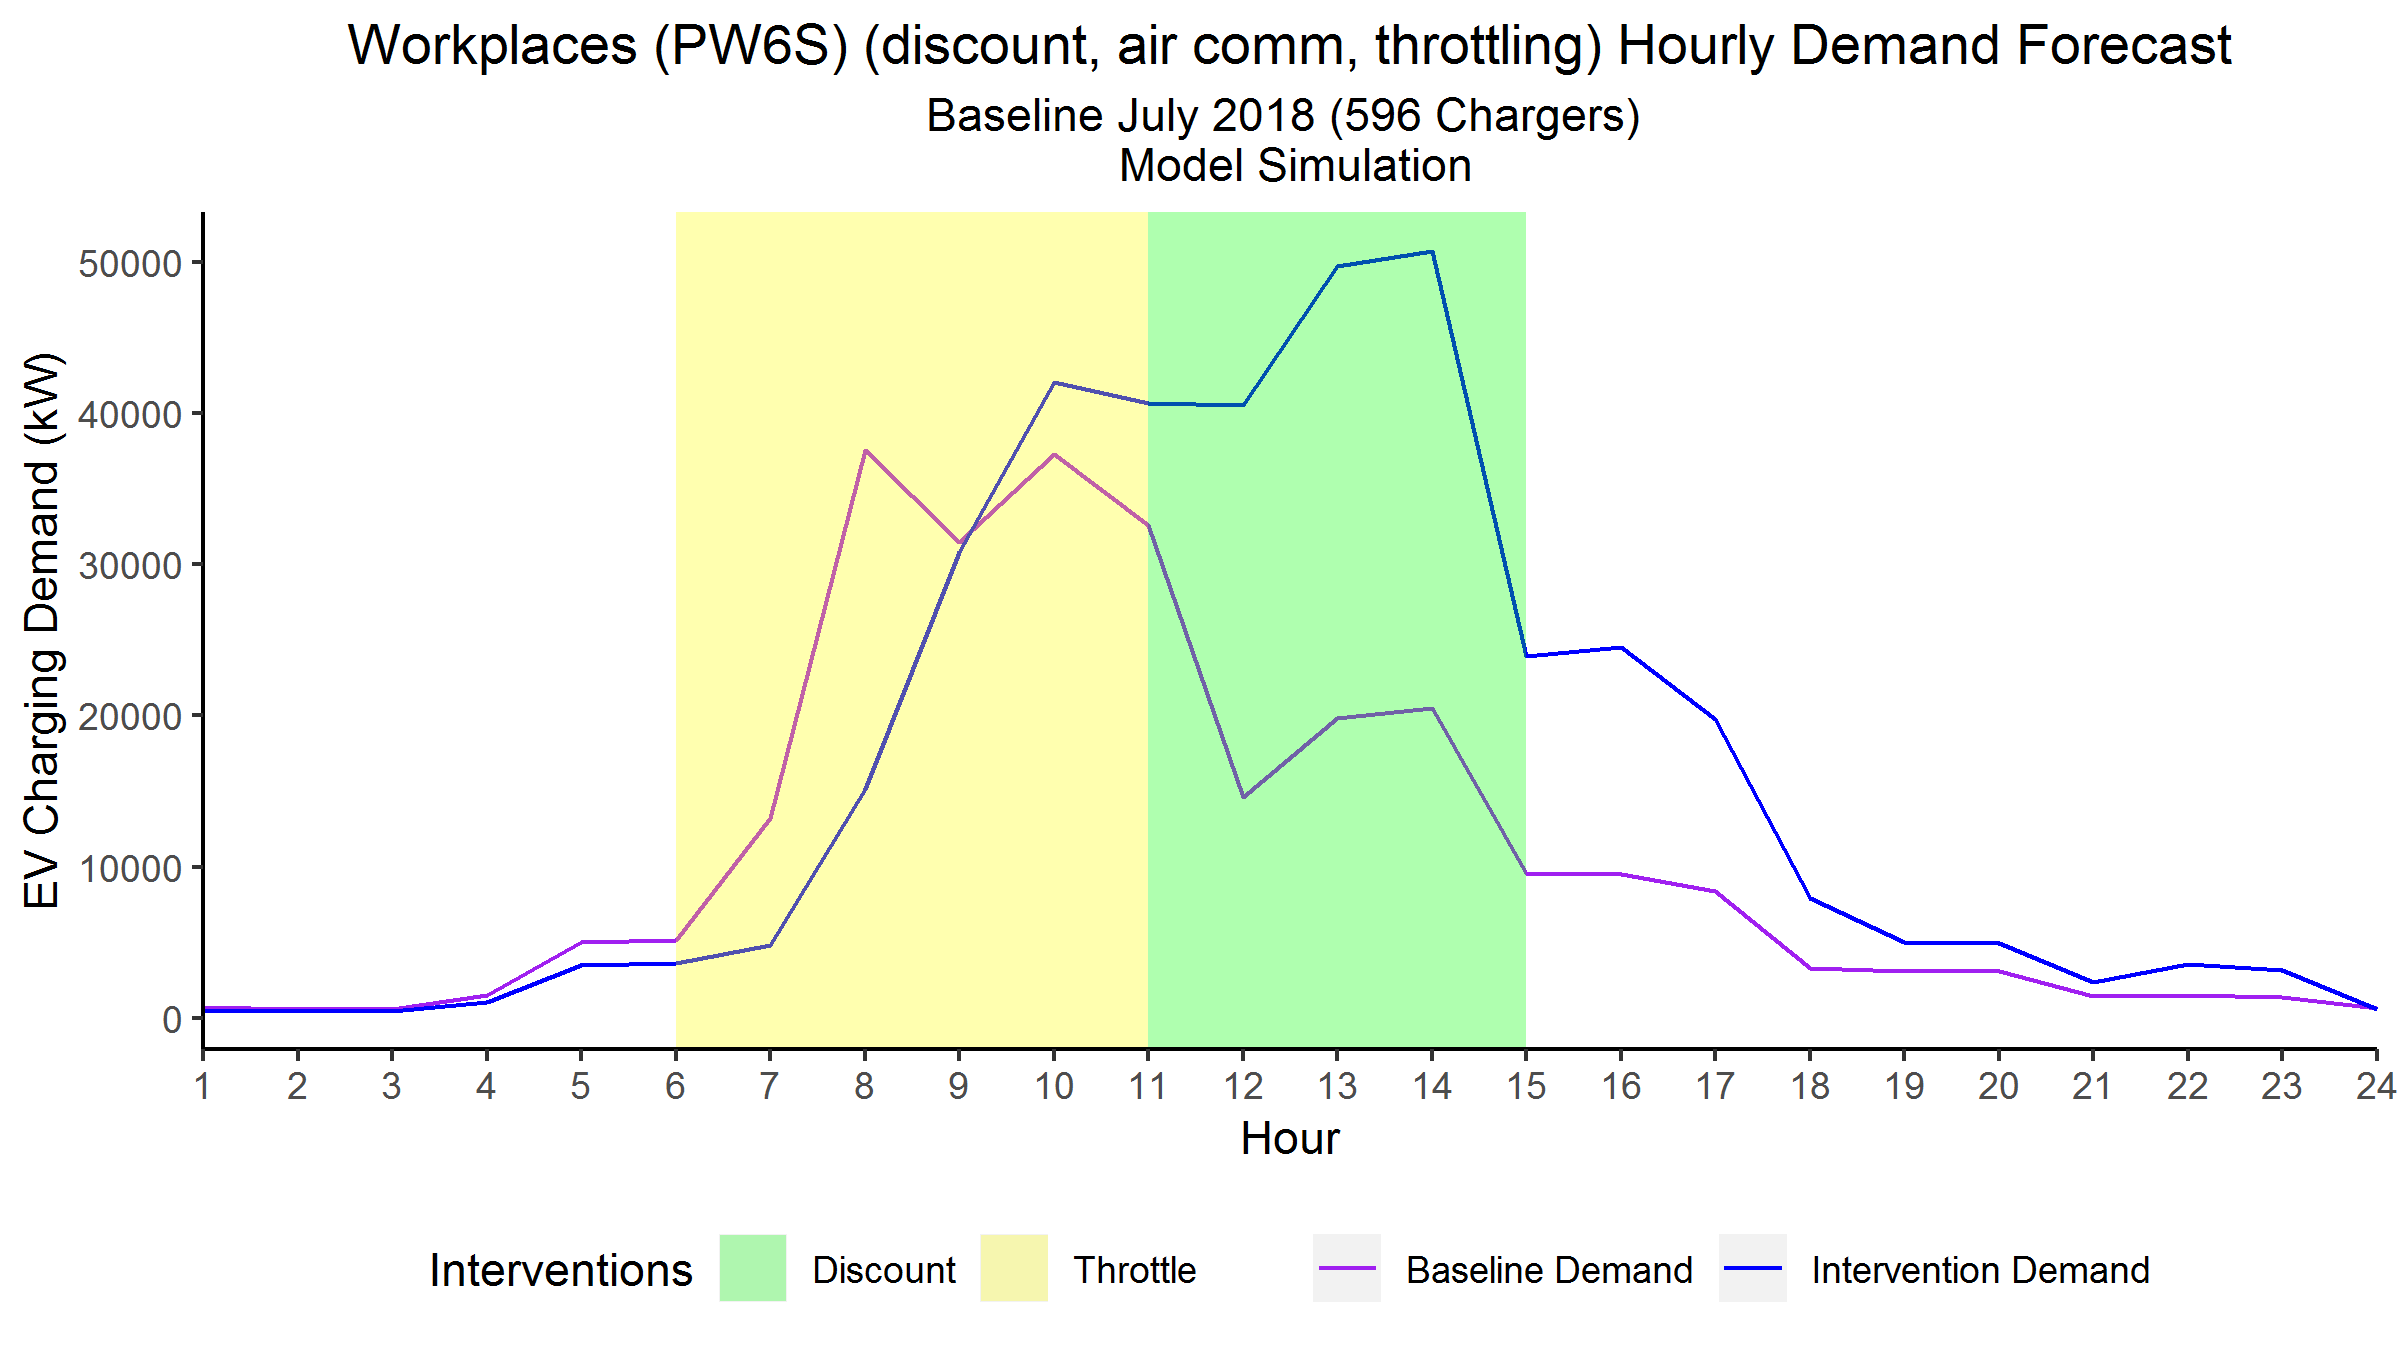 Workplaces (PW6S) (discount, air comm, throttling) Hourly Demand Forecast
Baseline July 2018 (596 Chargers)
Model Simulation
EV Charging Demand (kW)
50000
40000
30000
20000
10000
0
1 2 3 4 5 6 7 8 9 10 11 12 13 14 15 16 17 18 19 20 21 22 23 24
Hour
Interventions Discount Throttle Baseline Demand Intervention Demand